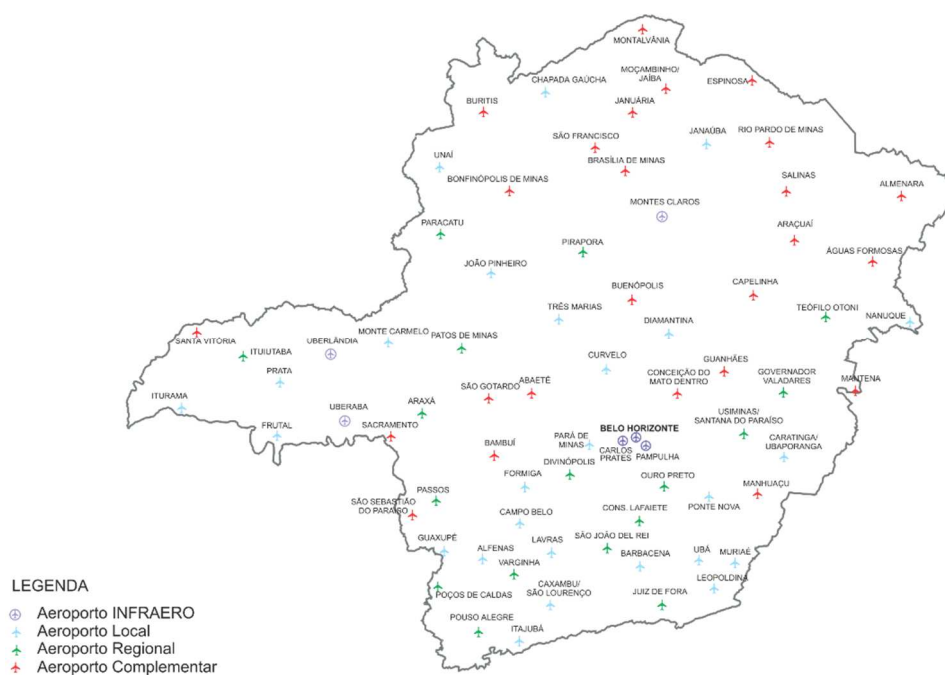 MONTALVÂNIA
MOÇAMBINHO/
JAÍBA
ESPINOSA
CHAPADA GAÚCHA
BURITIS
JANUÁRIA
SÃO FRANCISCO
JANAÚBA
RIO PARDO DE MINAS
UNAÍ
BRASÍLIA DE MINAS
BONFINÓPOLIS DE MINAS
SALINAS
ALMENARA
MONTES CLAROS
PARACATU
ARAÇUAÍ
PIRAPORA
ÁGUAS FORMOSAS
JOÃO PINHEIRO
BUENÓPOLIS
CAPELINHA
TRÊS MARIAS
TEÓFILO OTONI
NANUQUE
DIAMANTINA
SANTA VITÓRIA
UBERLÂNDIA
MONTE CARMELO
PATOS DE MINAS
ITUIUTABA
CURVELO
GUANHÃES
PRATA
CONCEIÇÃO DO
MATO DENTRO
GOVERNADOR
VALADARES
MANTENA
SÃO GOTARDO
ABAETÉ
ITURAMA
UBERABA
ARAXÁ
USIMINAS/
SANTANA DO PARAÍSO
FRUTAL
SACRAMENTO
BELO HORIZONTE
PARÁ DE
MINAS
CARLOS
PRATES
PAMPULHA
CARATINGA/
UBAPORANGA
BAMBUÍ
DIVINÓPOLIS
FORMIGA
OURO PRETO
MANHUAÇU
PASSOS
SÃO SEBASTIÃO
DO PARAÍSO
PONTE NOVA
CAMPO BELO
CONS. LAFAIETE
GUAXUPÉ
ALFENAS
LAVRAS
SÃO JOÃO DEL REI
BARBACENA
UBÁ
MURIAÉ
VARGINHA
LEOPOLDINA
POÇOS DE CALDAS
CAXAMBU/
SÃO LOURENÇO
JUIZ DE FORA
POUSO ALEGRE
ITAJUBÁ
LEGENDA
Aeroporto INFRAERO
Aeroporto Local
Aeroporto Regional
Aeroporto Complementar